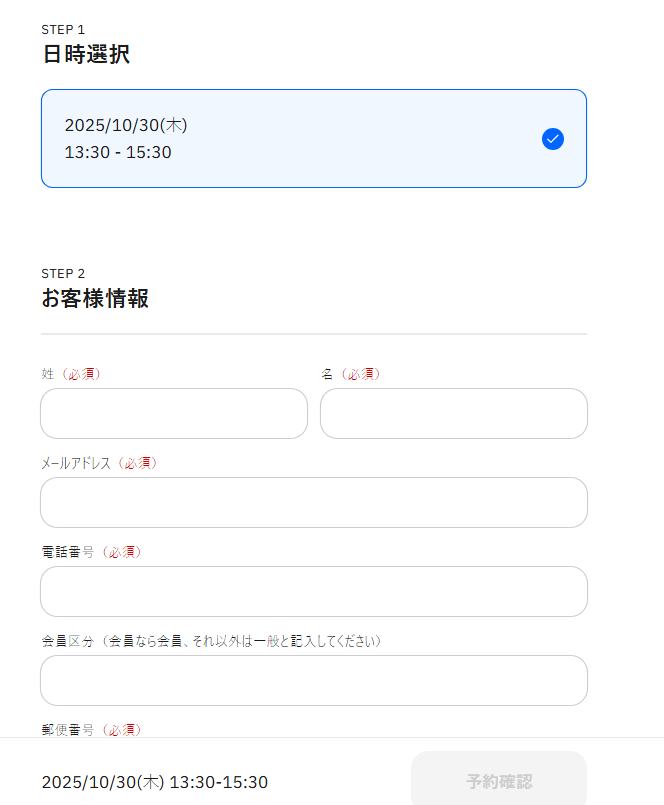 STEP 1
日時選択
2025/10/30(木)
13:30 - 15:30
STEP 2
お客様情報
姓（必須） 名（必須）
メールアドレス（必須）
電話番号（必須）
会員区分（会員なら会員、それ以外は一般と記入してください）
郵便番号（必須）
2025/10/30(木) 13:30-15:30 予約確認